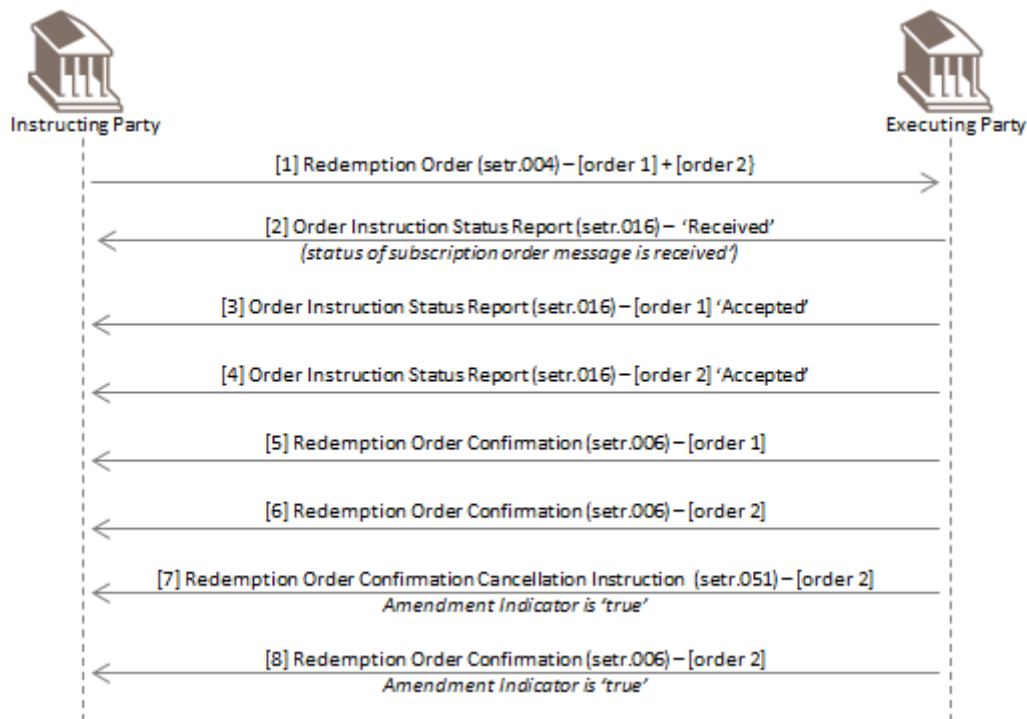 Instructing Party
Executing Party
[1] Redemption Order (setr.004) – [order 1] + [order 2}
[2] Order Instruction Status Report (setr.016) – ‘Received’
(status of subscription order message is received’)
[3] Order Instruction Status Report (setr.016) – [order 1] ‘Accepted’
[4] Order Instruction Status Report (setr.016) – [order 2] ‘Accepted’
[5] Redemption Order Confirmation (setr.006) – [order 1]
[6] Redemption Order Confirmation (setr.006) – [order 2]
[7] Redemption Order Confirmation Cancellation Instruction (setr.051) – [order 2]
Amendment Indicator is ‘true’
[8] Redemption Order Confirmation (setr.006) – [order 2]
Amendment Indicator is ‘true’